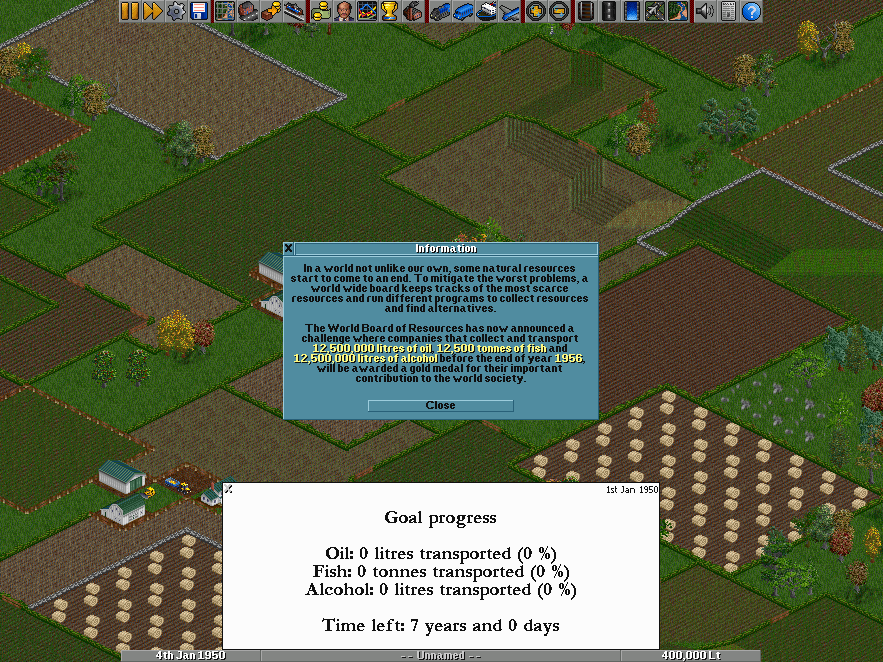 X Information
In a world not unlike our own, some natural resources
start to come to an end. To mitigate the worst problems, a
world wide board keeps tracks of the most scarce
resources and run different programs to collect resources
and find alternatives.
The World Board of Resources has now announced a
challenge where companies that collect and transport
12,500,000 litres of oil, 12,500 tonnes of fish and
12,500,000 litres of alcohol before the end of year 1956,
will be awarded a gold medal for their important
contribution to the world society.
Close
X 1st Jan 1950
Goal progress
Oil: 0 litres transported (0 %)
Fish: 0 tonnes transported (0 %)
Alcohol: 0 litres transported (0 %)
Time left: 7 years and 0 days
4th Jan 1950 - - Unnamed - - 400,000 Lt